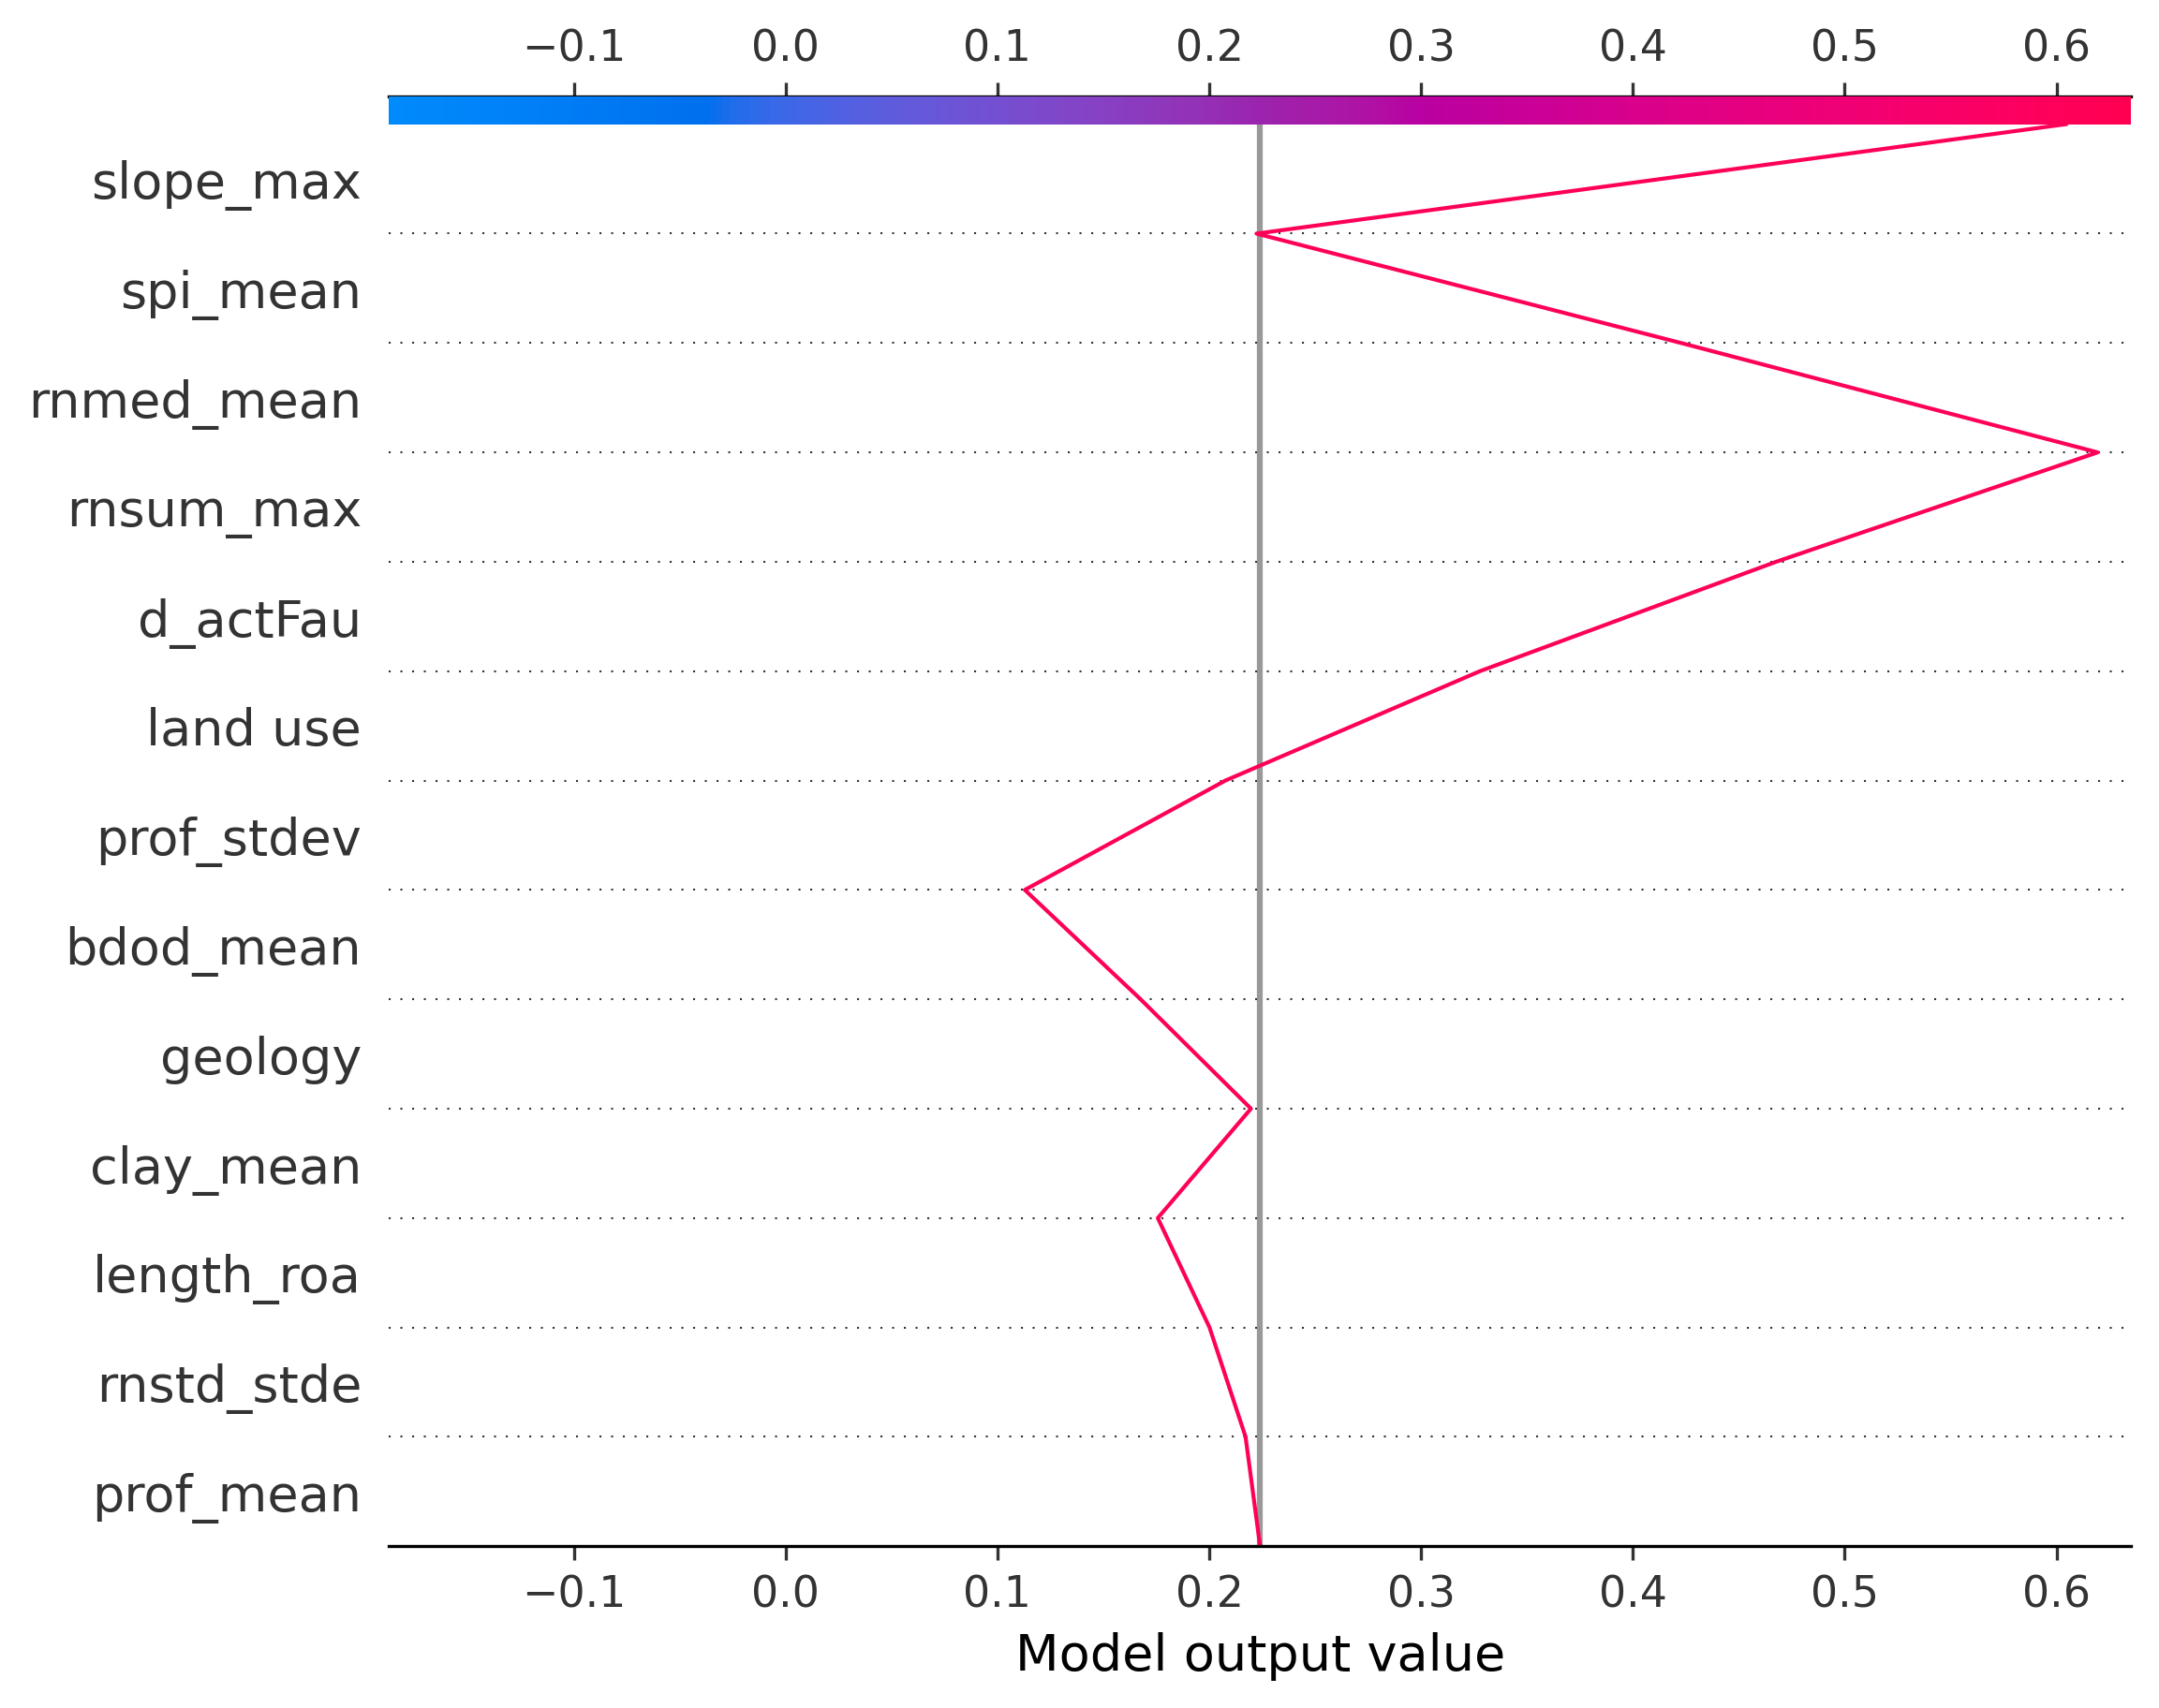 −0.1 0.0 0.1 0.2 0.3 0.4 0.5 0.6
slope_max
spi_mean
rnmed_mean
rnsum_max
d_actFau
land use
prof_stdev
bdod_mean
geology
clay_mean
length_roa
rnstd_stde
prof_mean
−0.1 0.0 0.1 0.2 0.3 0.4 0.5 0.6
Model output value